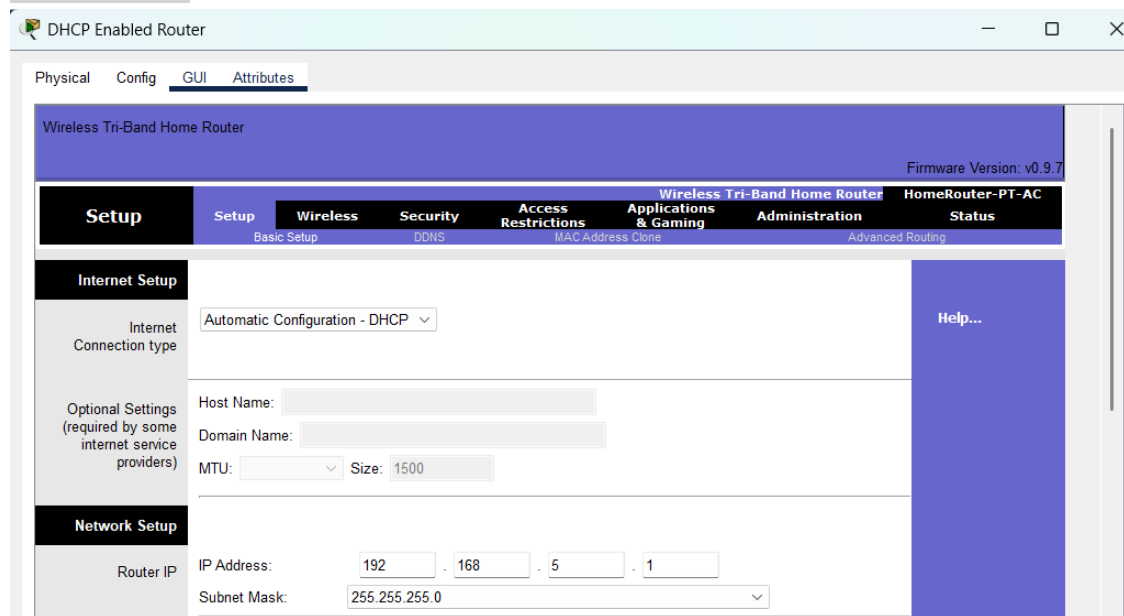 DHCP Enabled Router
Physical Config GUI Attributes
Wireless Tri-Band Home Router
Firmware Version: v0.9.7
Wireless Tri-Band Home Router HomeRouter-PT-AC
Setup
Setup Wireless Security Access Restrictions Applications & Gaming Administration Status
Basic Setup DDNS MAC Address Clone Advanced Routing
Internet Setup
Internet
Connection type
Automatic Configuration - DHCP
Help...
Optional Settings
(required by some
internet service
providers)
Host Name:
Domain Name:
MTU: Size: 1500
Network Setup
Router IP
IP Address: 192 . 168 . 5 . 1
Subnet Mask: 255.255.255.0